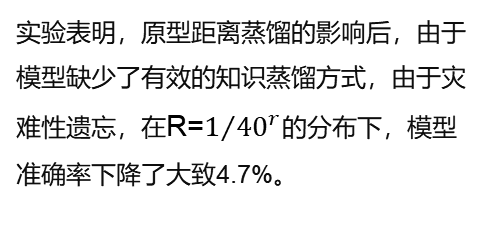 实验表明，原型距离蒸馏的影响后，由于
模型缺少了有效的知识蒸馏方式，由于灾
难性遗忘，在R=1/40^r的分布下，模型
准确率下降了大致4.7%。